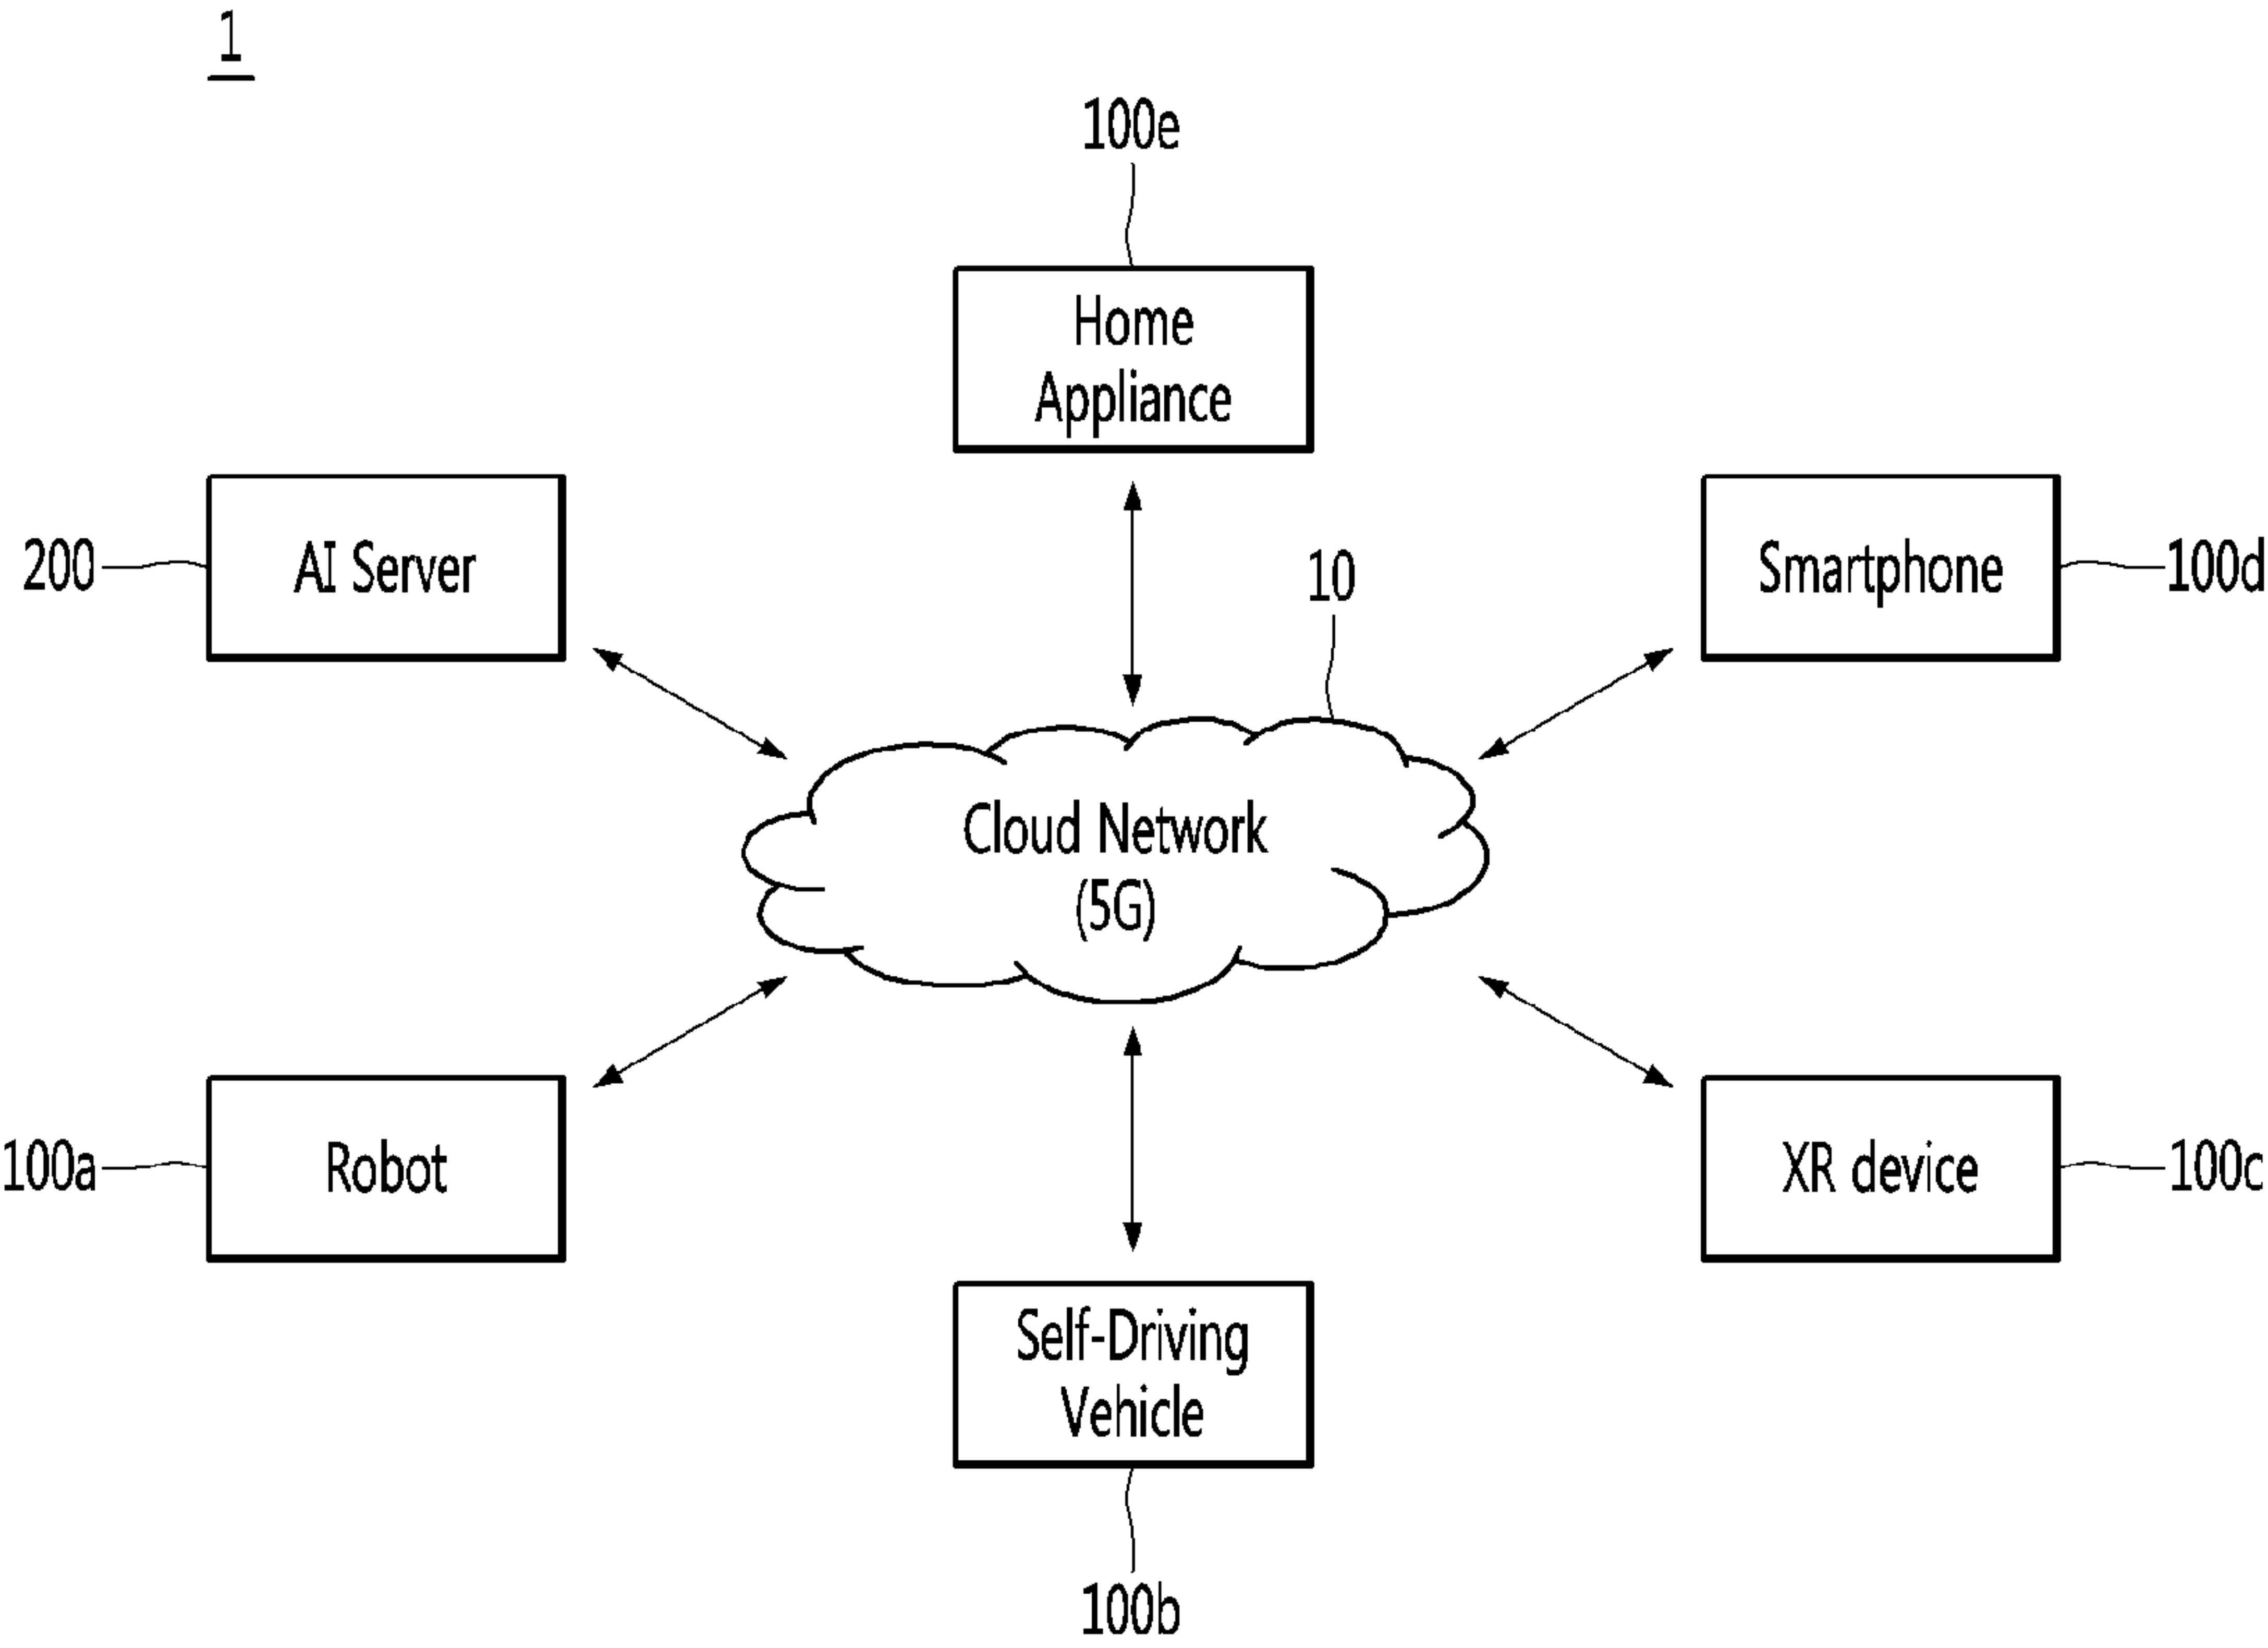 1
100e
Home
Appliance
200
AI Server
10
Smartphone
100d
Cloud Network
(5G)
100a
Robot
XR device
100c
Self-Driving
Vehicle
100b